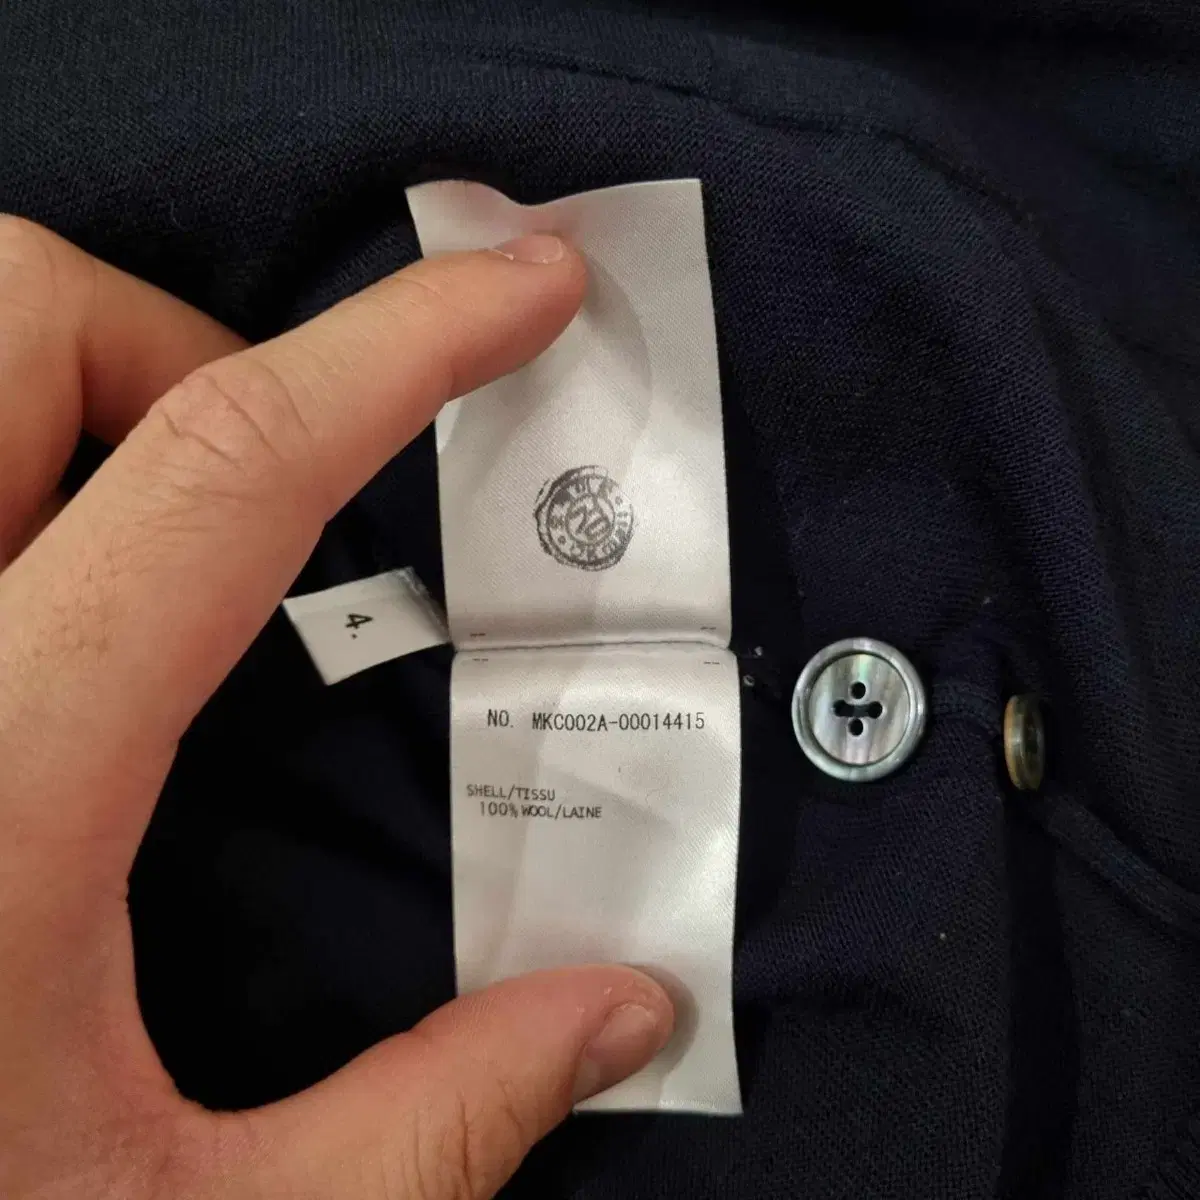 4.
NO. MKC002A-00014415
SHELL/TISSU
100% WOOL/LAINE